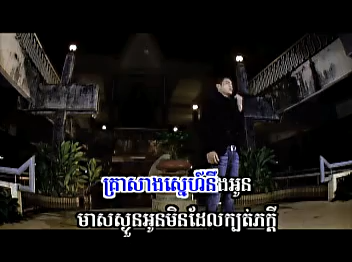 គ្រាសាងស្នេហ៍នឹងអូន
មាសស្ងួនអូនមិនដែលក្បត់ភក្ដី